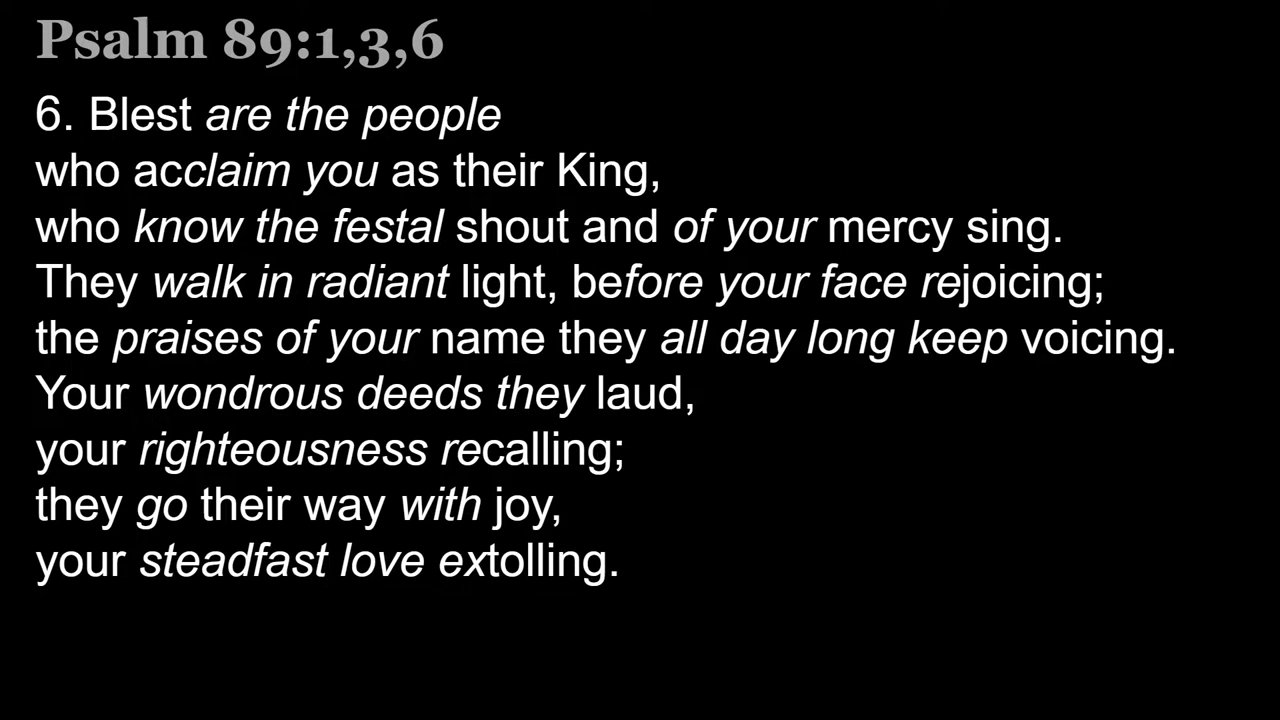 Psalm 89:1,3,6
6. Blest are the people
who acclaim you as their King,
who know the festal shout and of your mercy sing.
They walk in radiant light, before your face rejoicing;
the praises of your name they all day long keep voicing.
Your wondrous deeds they laud,
your righteousness recalling;
they go their way with joy,
your steadfast love extolling.